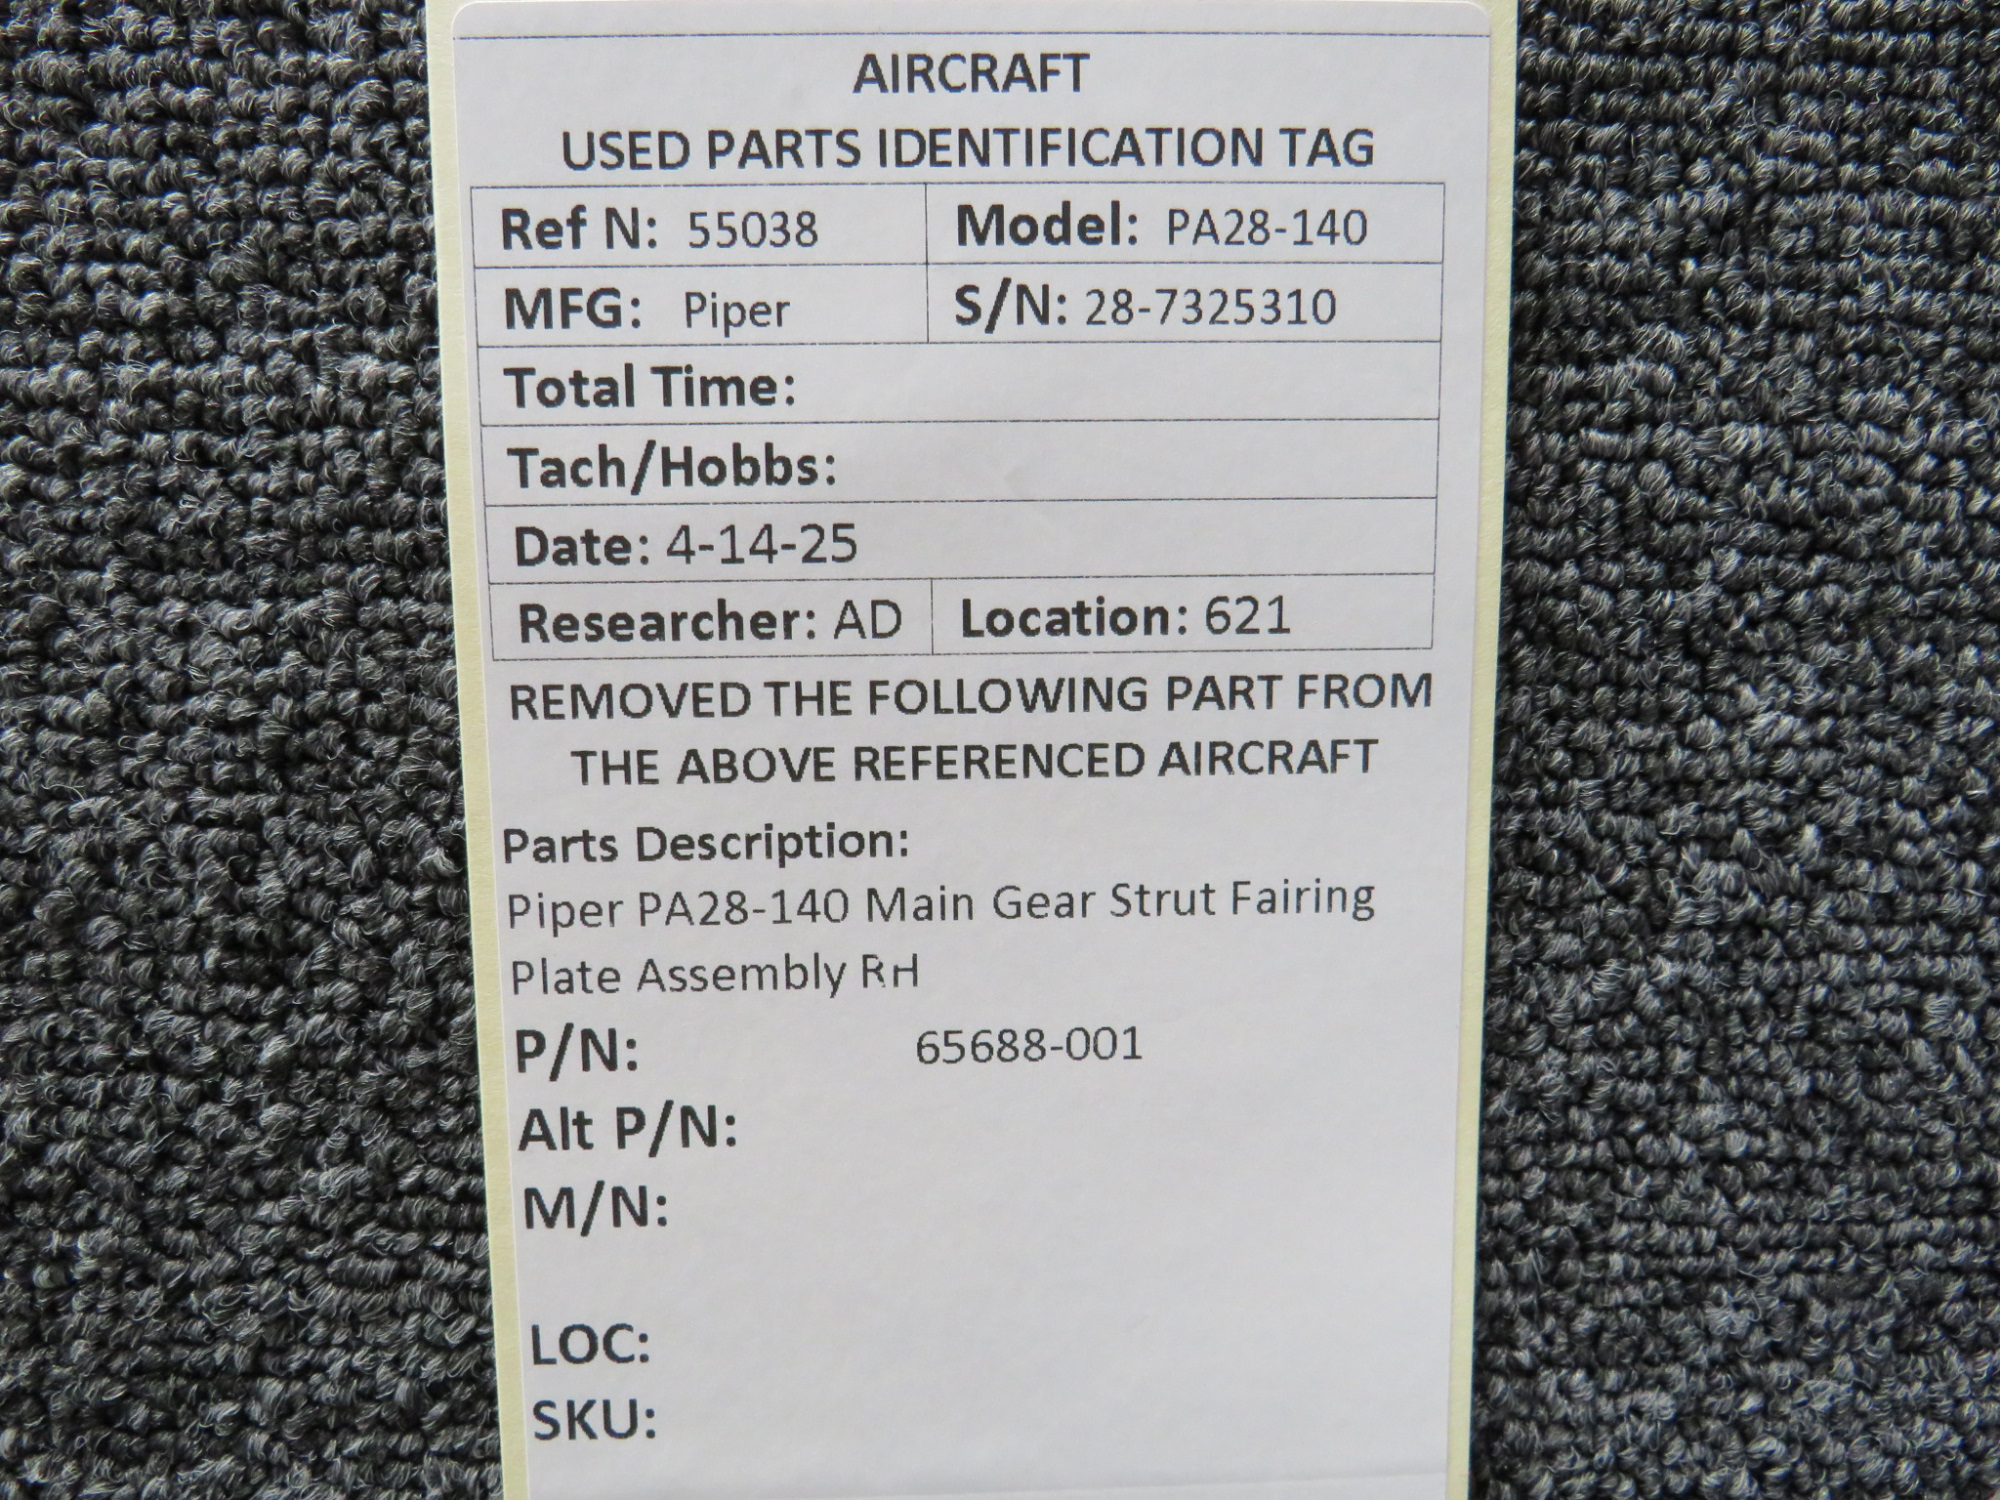 AIRCRAFT
USED PARTS IDENTIFICATION TAG
Ref N: 55038 Model: PA28-140
MFG: Piper S/N: 28-7325310
Total Time:
Tach/Hobbs:
Date: 4-14-25
Researcher: AD Location: 621
REMOVED THE FOLLOWING PART FROM
THE ABOVE REFERENCED AIRCRAFT
Parts Description:
Piper PA28-140 Main Gear Strut Fairing
Plate Assembly RH
P/N: 65688-001
Alt P/N:
M/N:
LOC:
SKU: